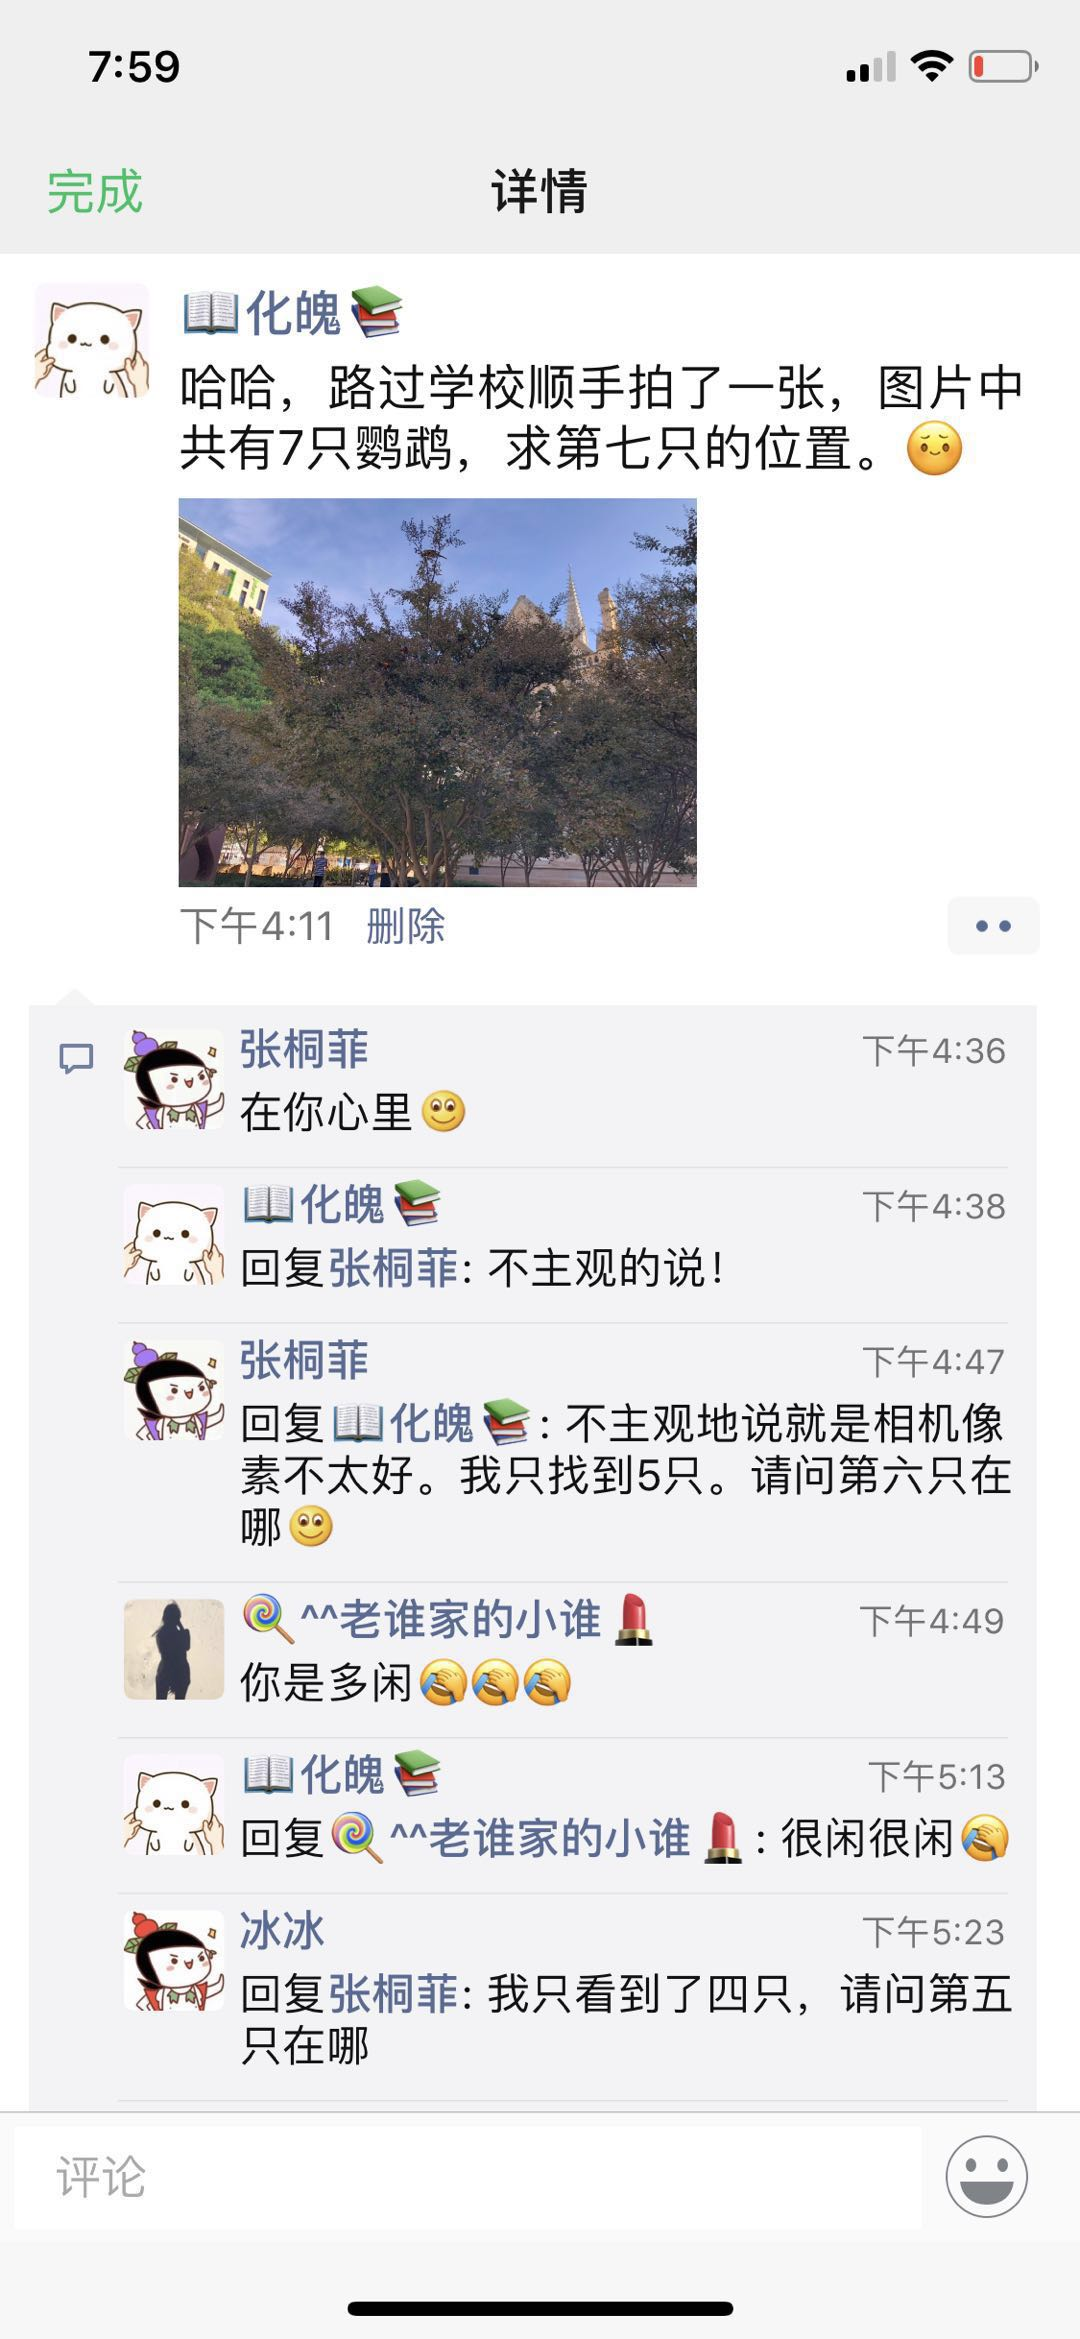 7:59
完成
详情
📖化魄📚
哈哈，路过学校顺手拍了一张，图片中
共有7只鹦鹉，求第七只的位置。😔
下午4:11 删除
张桐菲 下午4:36
在你心里🙂
📖化魄📚 下午4:38
回复张桐菲: 不主观的说！
张桐菲 下午4:47
回复📖化魄📚: 不主观地说就是相机像
素不太好。我只找到5只。请问第六只在
哪🙂
🍭^^老谁家的小谁💄 下午4:49
你是多闲🤦🤦🤦
📖化魄📚 下午5:13
回复🍭^^老谁家的小谁💄: 很闲很闲🤦
冰冰 下午5:23
回复张桐菲: 我只看到了四只，请问第五
只在哪
评论